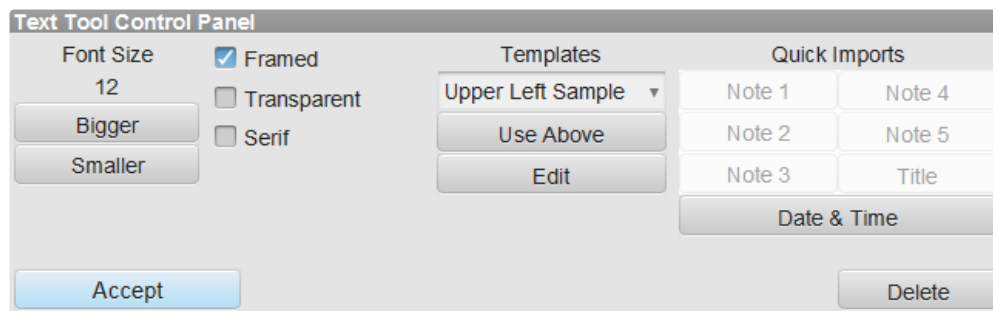 Text Tool Control Panel
Font Size
12
Bigger
Smaller
Framed
Transparent
Serif
Templates
Upper Left Sample
Use Above
Edit
Quick Imports
Note 1 Note 4
Note 2 Note 5
Note 3 Title
Date & Time
Accept
Delete